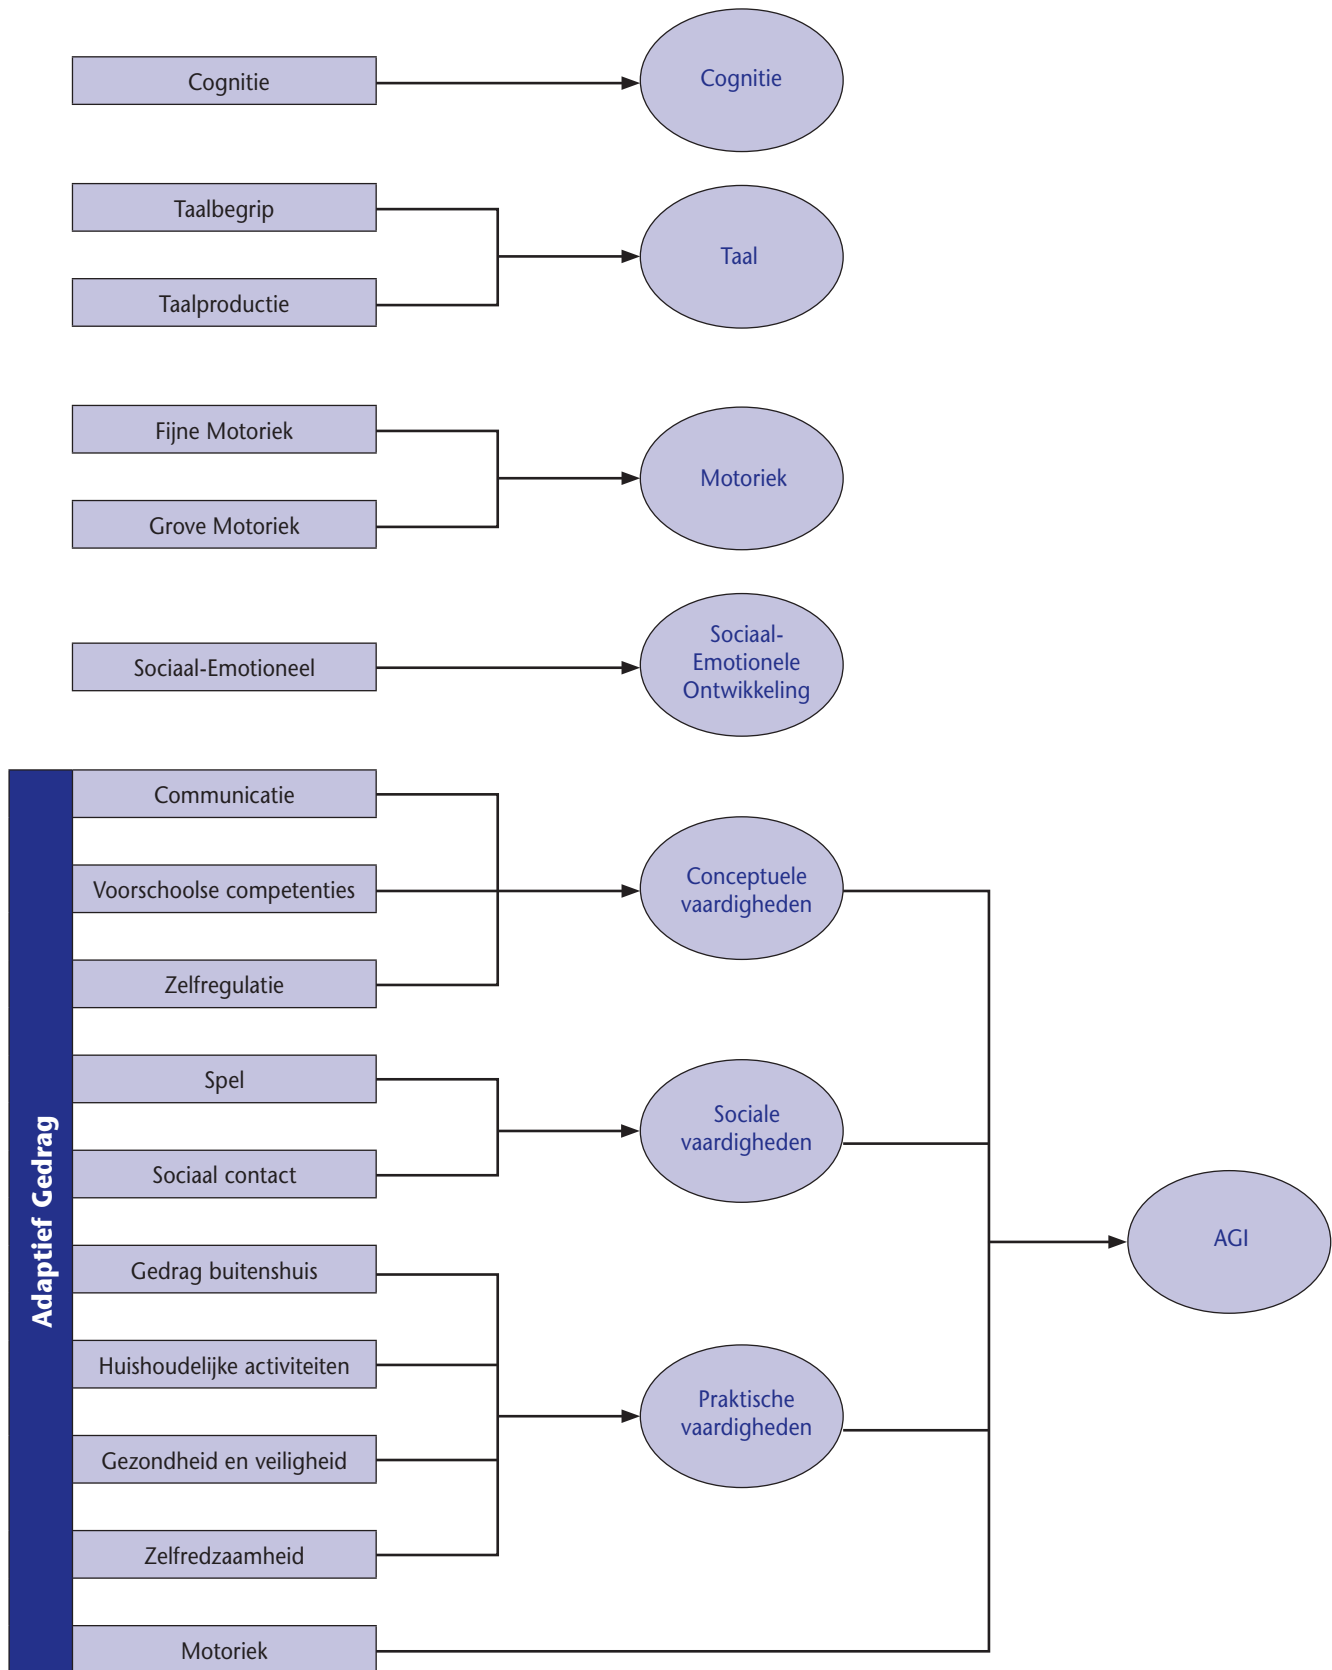 Cognitie
Cognitie
Taalbegrip
Taal
Taalproductie
Fijne Motoriek
Motoriek
Grove Motoriek
Sociaal-Emotioneel
Sociaal-
Emotionele
Ontwikkeling
Adaptief Gedrag
Communicatie
Voorschoolse competenties
Conceptuele
vaardigheden
Zelfregulatie
Spel
Sociale
vaardigheden
Sociaal contact
AGI
Gedrag buitenshuis
Huishoudelijke activiteiten
Praktische
vaardigheden
Gezondheid en veiligheid
Zelfredzaamheid
Motoriek